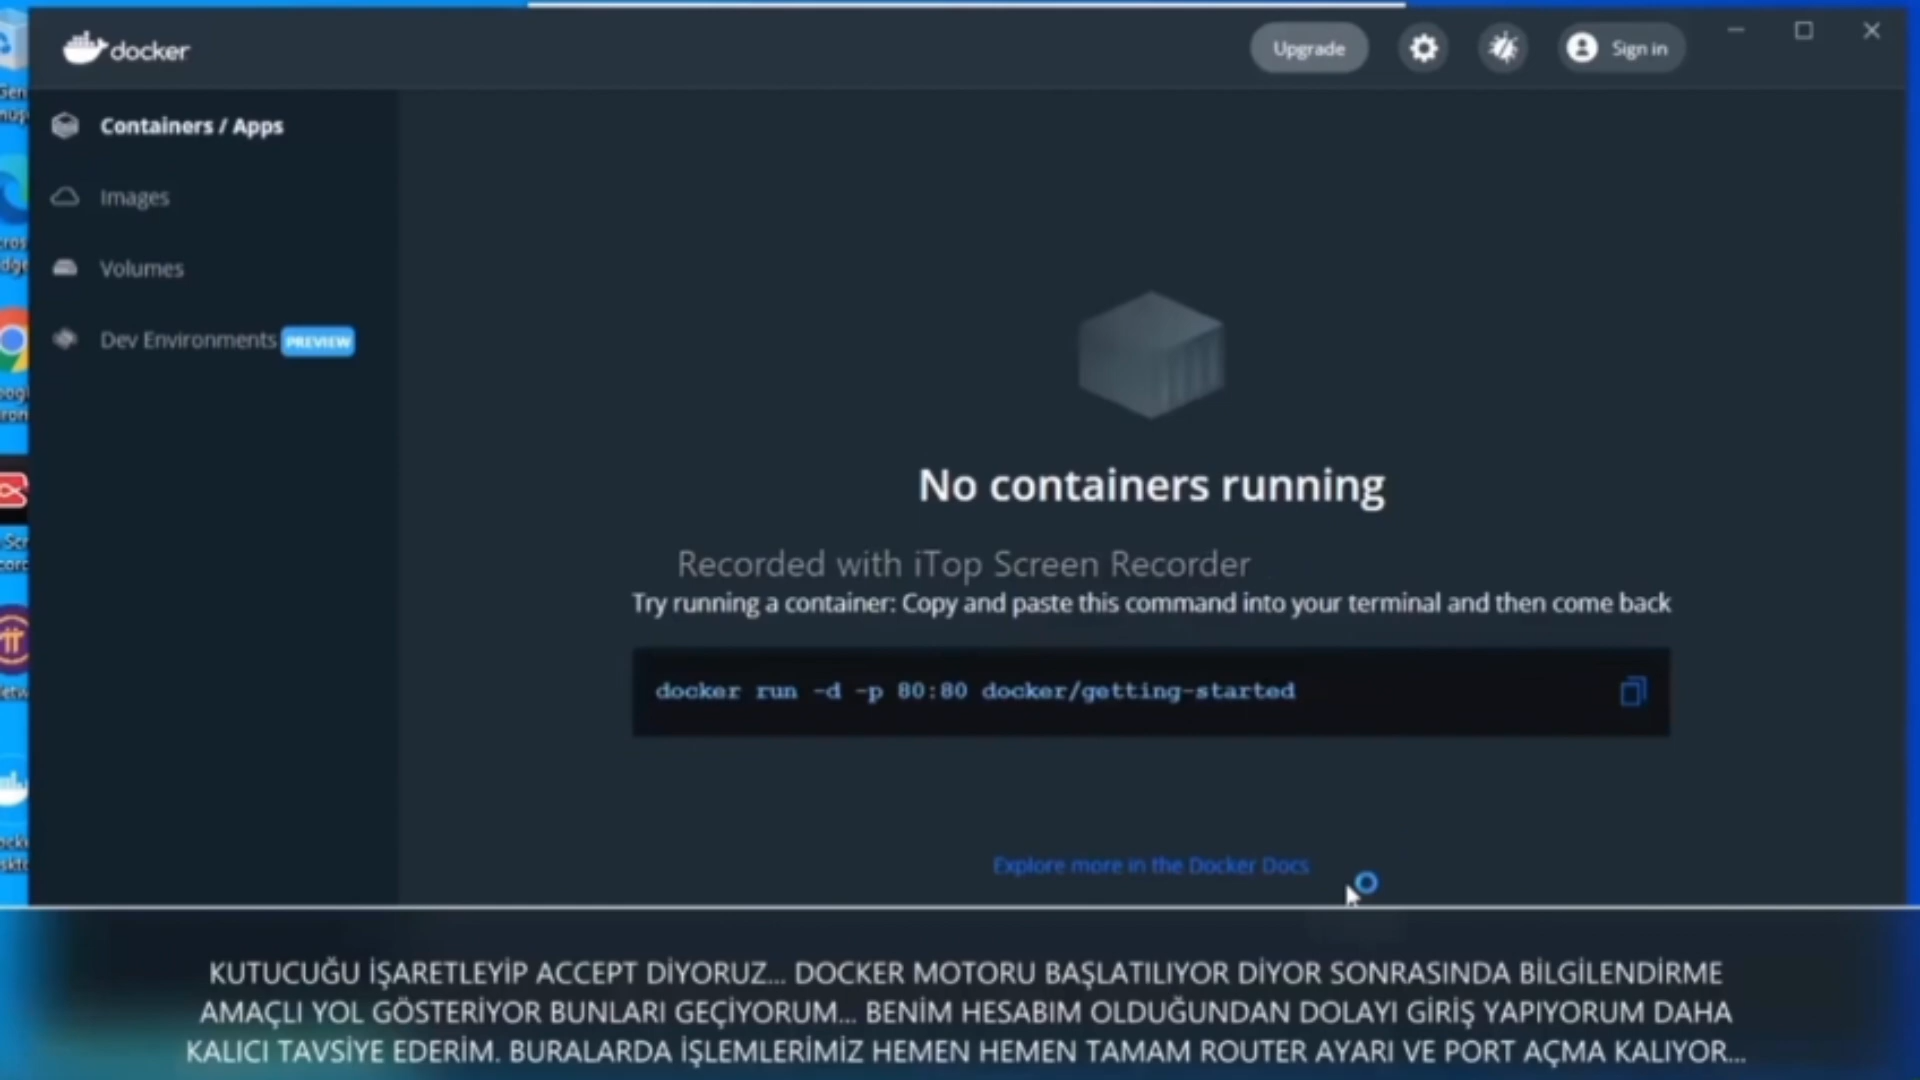 docker
Upgrade
Sign in
Containers / Apps
Images
Volumes
Dev Environments PREVIEW
No containers running
Recorded with iTop Screen Recorder
Try running a container: Copy and paste this command into your terminal and then come back
docker run -d -p 80:80 docker/getting-started
Explore more in the Docker Docs
KUTUCUĞU İŞARETLEYİP ACCEPT DİYORUZ... DOCKER MOTORU BAŞLATILIYOR DİYOR SONRASINDA BİLGİLENDİRME
AMAÇLI YOL GÖSTERİYOR BUNLARI GEÇİYORUM... BENİM HESABIM OLDUĞUNDAN DOLAYI GİRİŞ YAPIYORUM DAHA
KALICI TAVSİYE EDERİM. BURALARDA İŞLEMLERİMİZ HEMEN HEMEN TAMAM ROUTER AYARI VE PORT AÇMA KALIYOR...